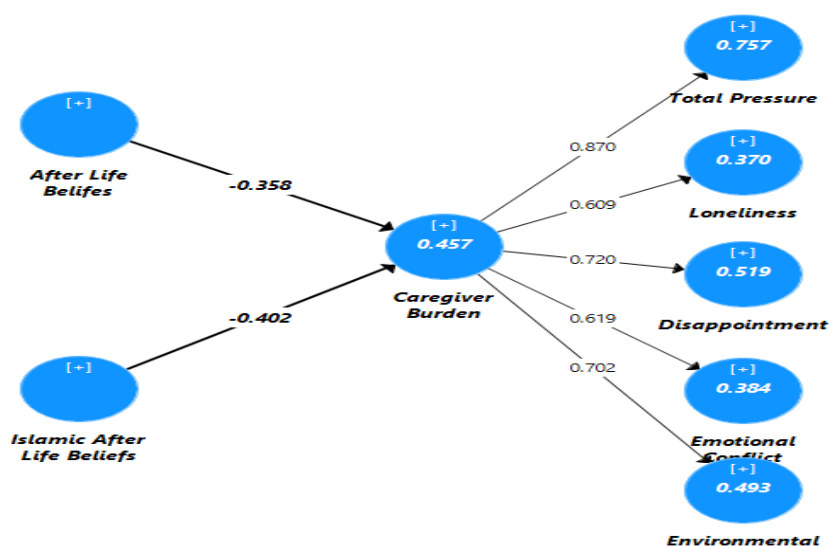 [+]
After Life
Belifes
[+]
Islamic After
Life Beliefs
-0.358
-0.402
[+]
0.457
Caregiver
Burden
0.870
0.609
0.720
0.619
0.702
[+]
0.757
Total Pressure
[+]
0.370
Loneliness
[+]
0.519
Disappointment
[+]
0.384
Emotional
Conflict
[+]
0.493
Environmental